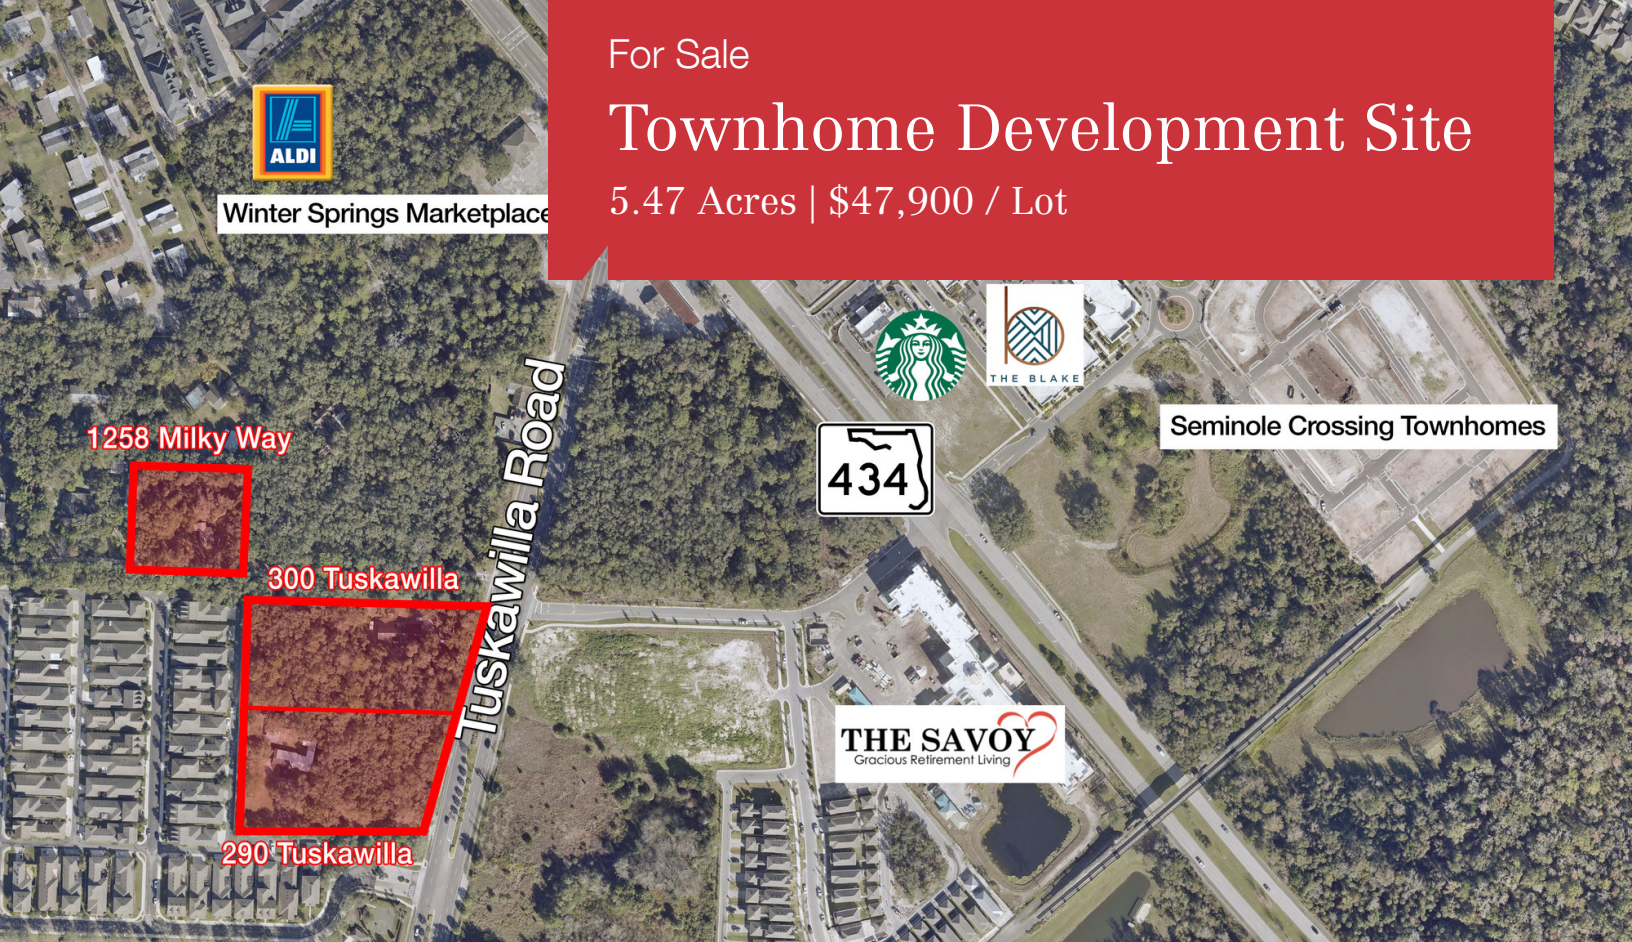 For Sale
Townhome Development Site
5.47 Acres | $47,900 / Lot
ALDI
Winter Springs Marketplace
THE BLAKE
Seminole Crossing Townhomes
434
1258 Milky Way
300 Tuskawilla
Tuskawilla Road
THE SAVOY
Gracious Retirement Living
290 Tuskawilla